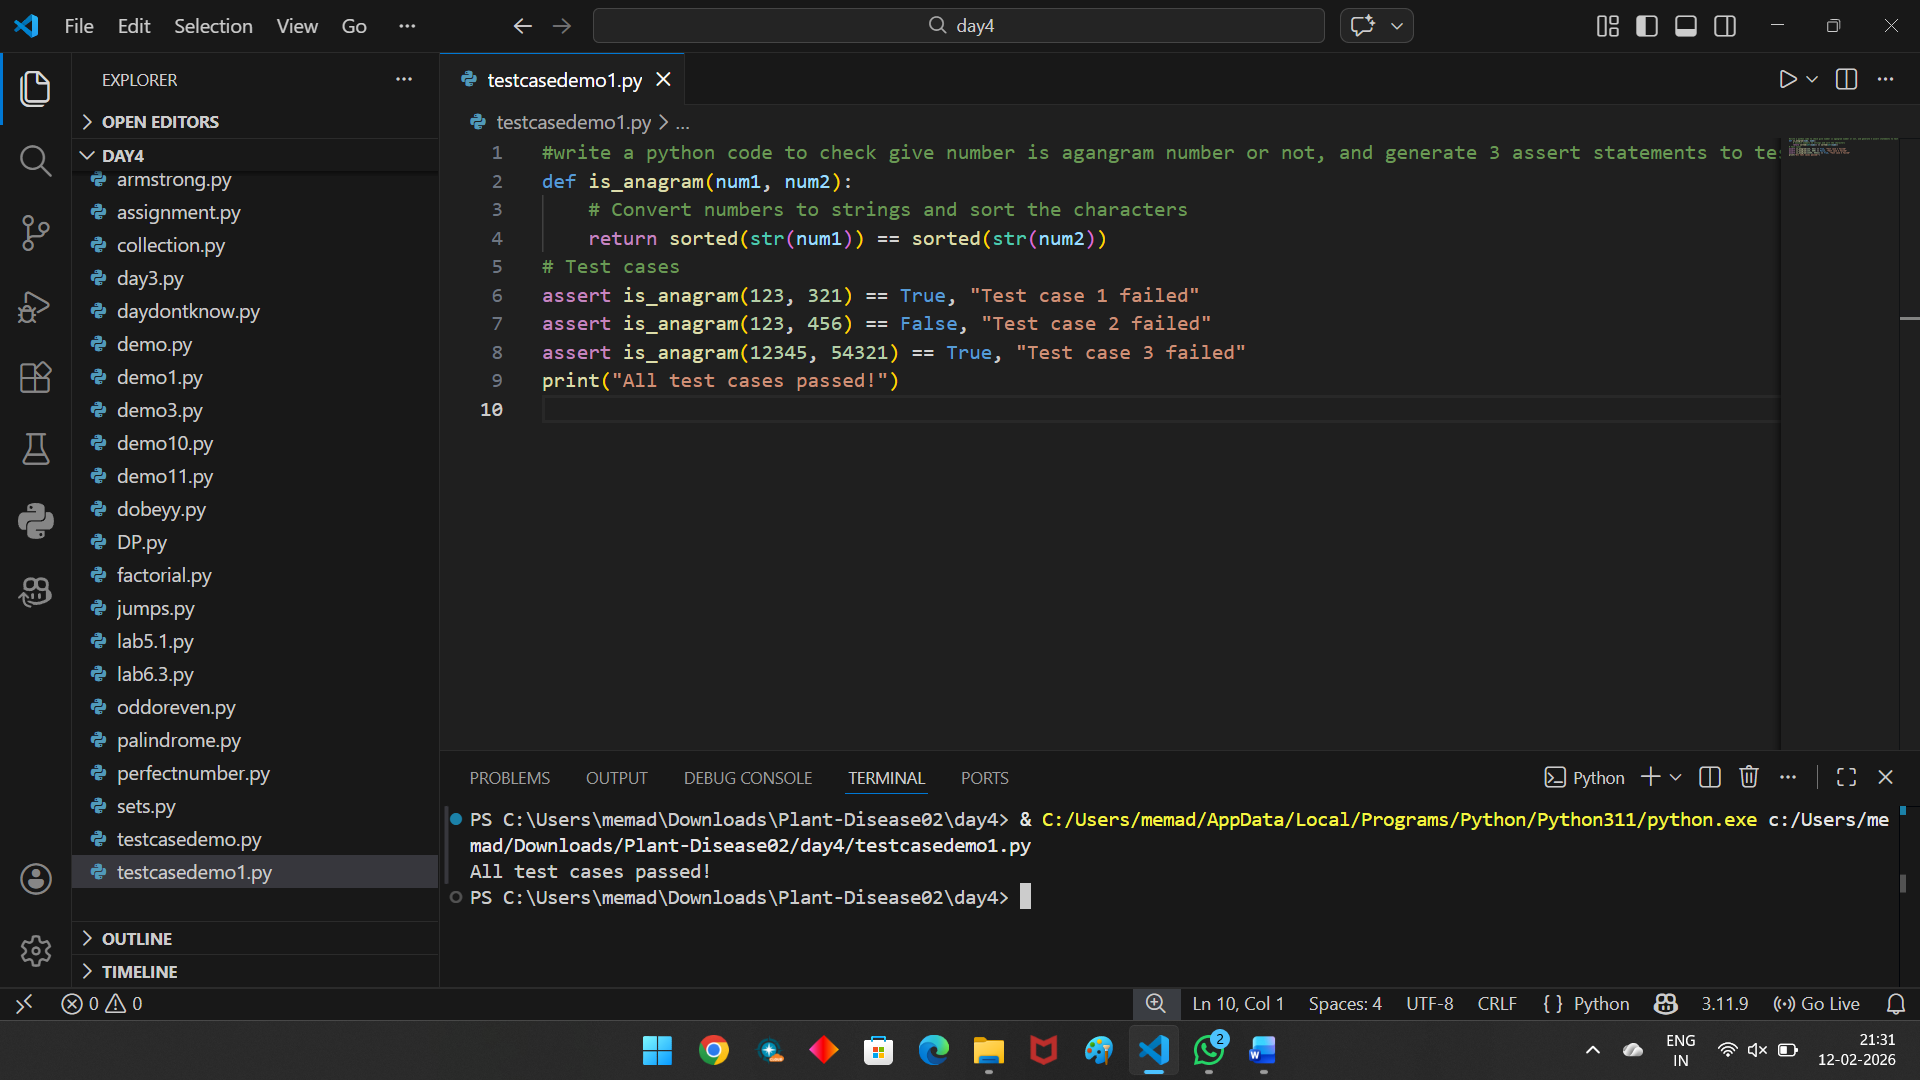 File Edit Selection View Go ···
day4
EXPLORER ···
OPEN EDITORS
DAY4
armstrong.py
assignment.py
collection.py
day3.py
daydontknow.py
demo.py
demo1.py
demo3.py
demo10.py
demo11.py
dobeyy.py
DP.py
factorial.py
jumps.py
lab5.1.py
lab6.3.py
oddoreven.py
palindrome.py
perfectnumber.py
sets.py
testcasedemo.py
testcasedemo1.py
OUTLINE
TIMELINE
testcasedemo1.py
testcasedemo1.py > ...
1 #write a python code to check give number is agangram number or not, and generate 3 assert statements to te
2 def is_anagram(num1, num2):
3     # Convert numbers to strings and sort the characters
4     return sorted(str(num1)) == sorted(str(num2))
5 # Test cases
6 assert is_anagram(123, 321) == True, "Test case 1 failed"
7 assert is_anagram(123, 456) == False, "Test case 2 failed"
8 assert is_anagram(12345, 54321) == True, "Test case 3 failed"
9 print("All test cases passed!")
10
PROBLEMS OUTPUT DEBUG CONSOLE TERMINAL PORTS Python
PS C:\Users\memad\Downloads\Plant-Disease02\day4> & C:/Users/memad/AppData/Local/Programs/Python/Python311/python.exe c:/Users/me
mad/Downloads/Plant-Disease02/day4/testcasedemo1.py
All test cases passed!
PS C:\Users\memad\Downloads\Plant-Disease02\day4>
0 0 Ln 10, Col 1 Spaces: 4 UTF-8 CRLF { } Python 3.11.9 Go Live
2
W
ENG
IN
21:31
12-02-2026